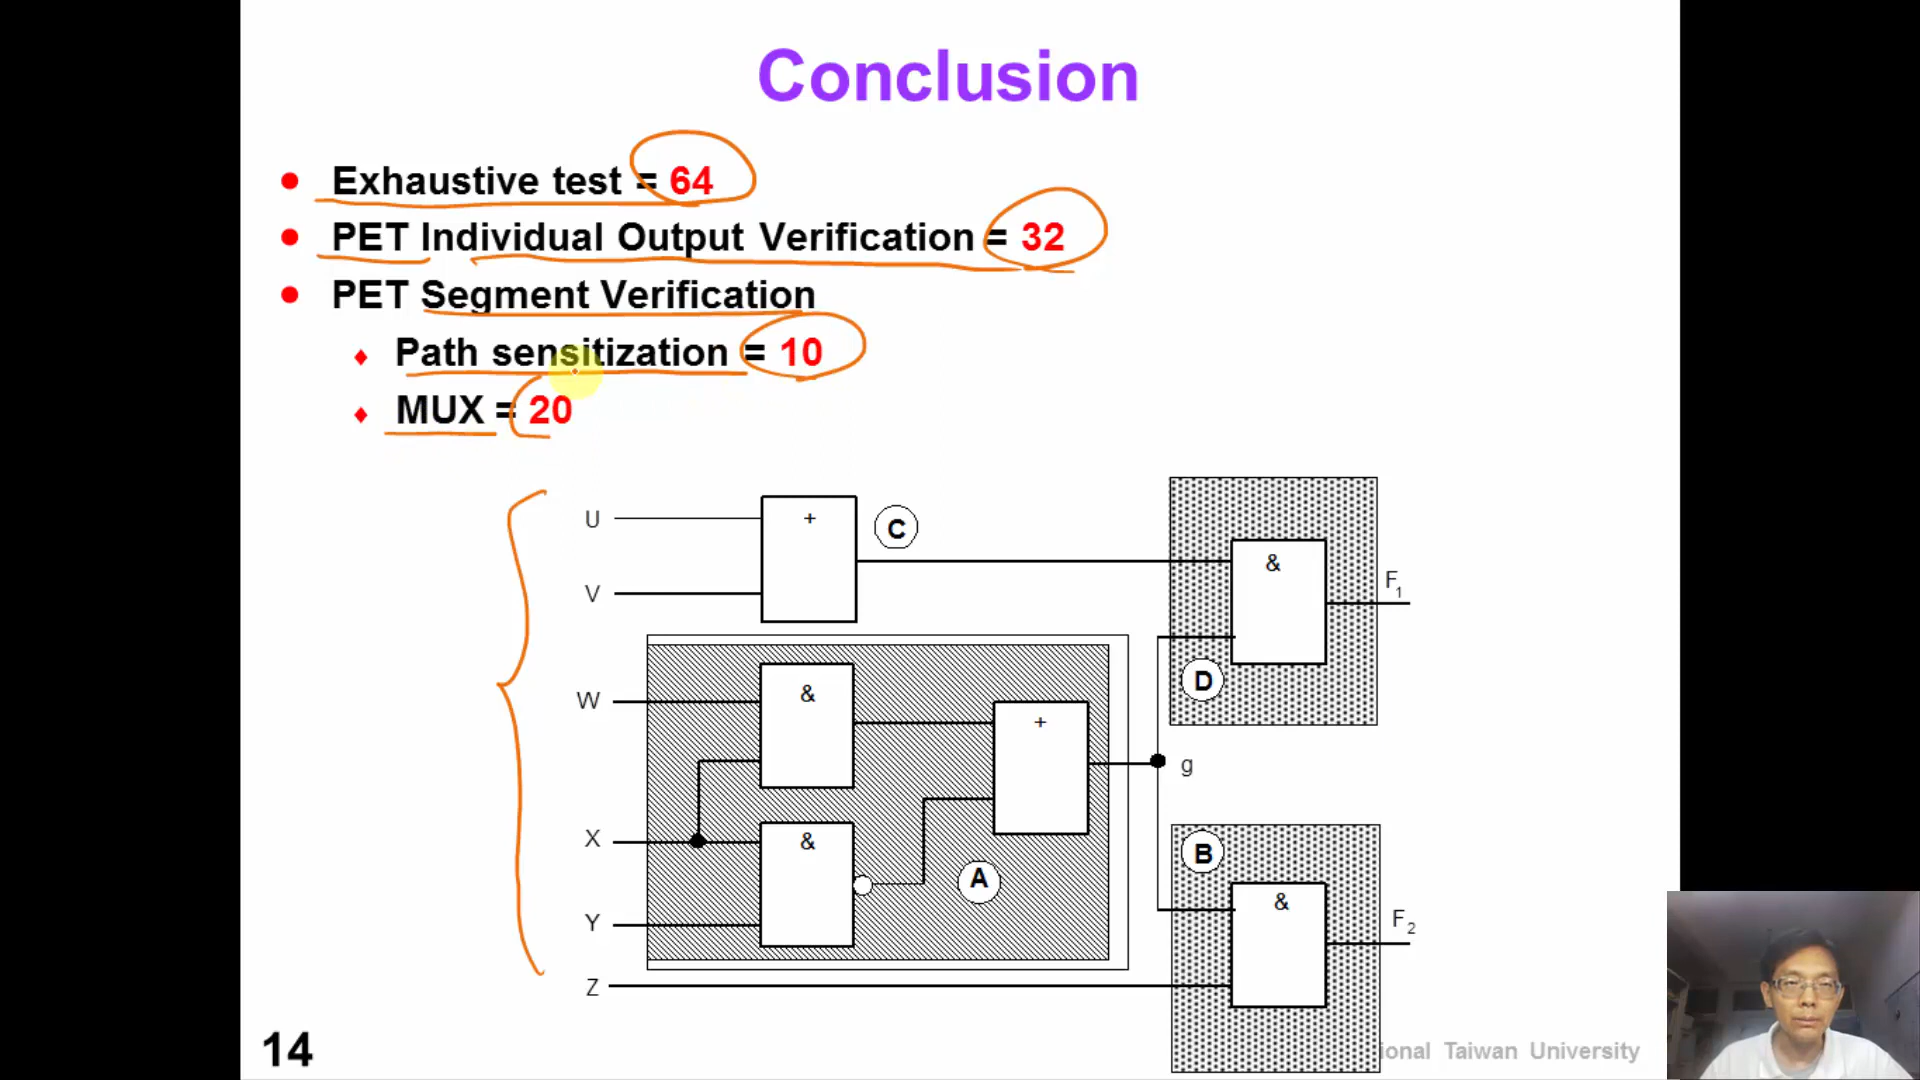 Conclusion
Exhaustive test = 64
PET Individual Output Verification = 32
PET Segment Verification
Path sensitization = 10
MUX = 20
U
+
C
&
F1
V
D
W
&
+
g
X
&
A
B
&
Y
F2
Z
14
ional Taiwan University